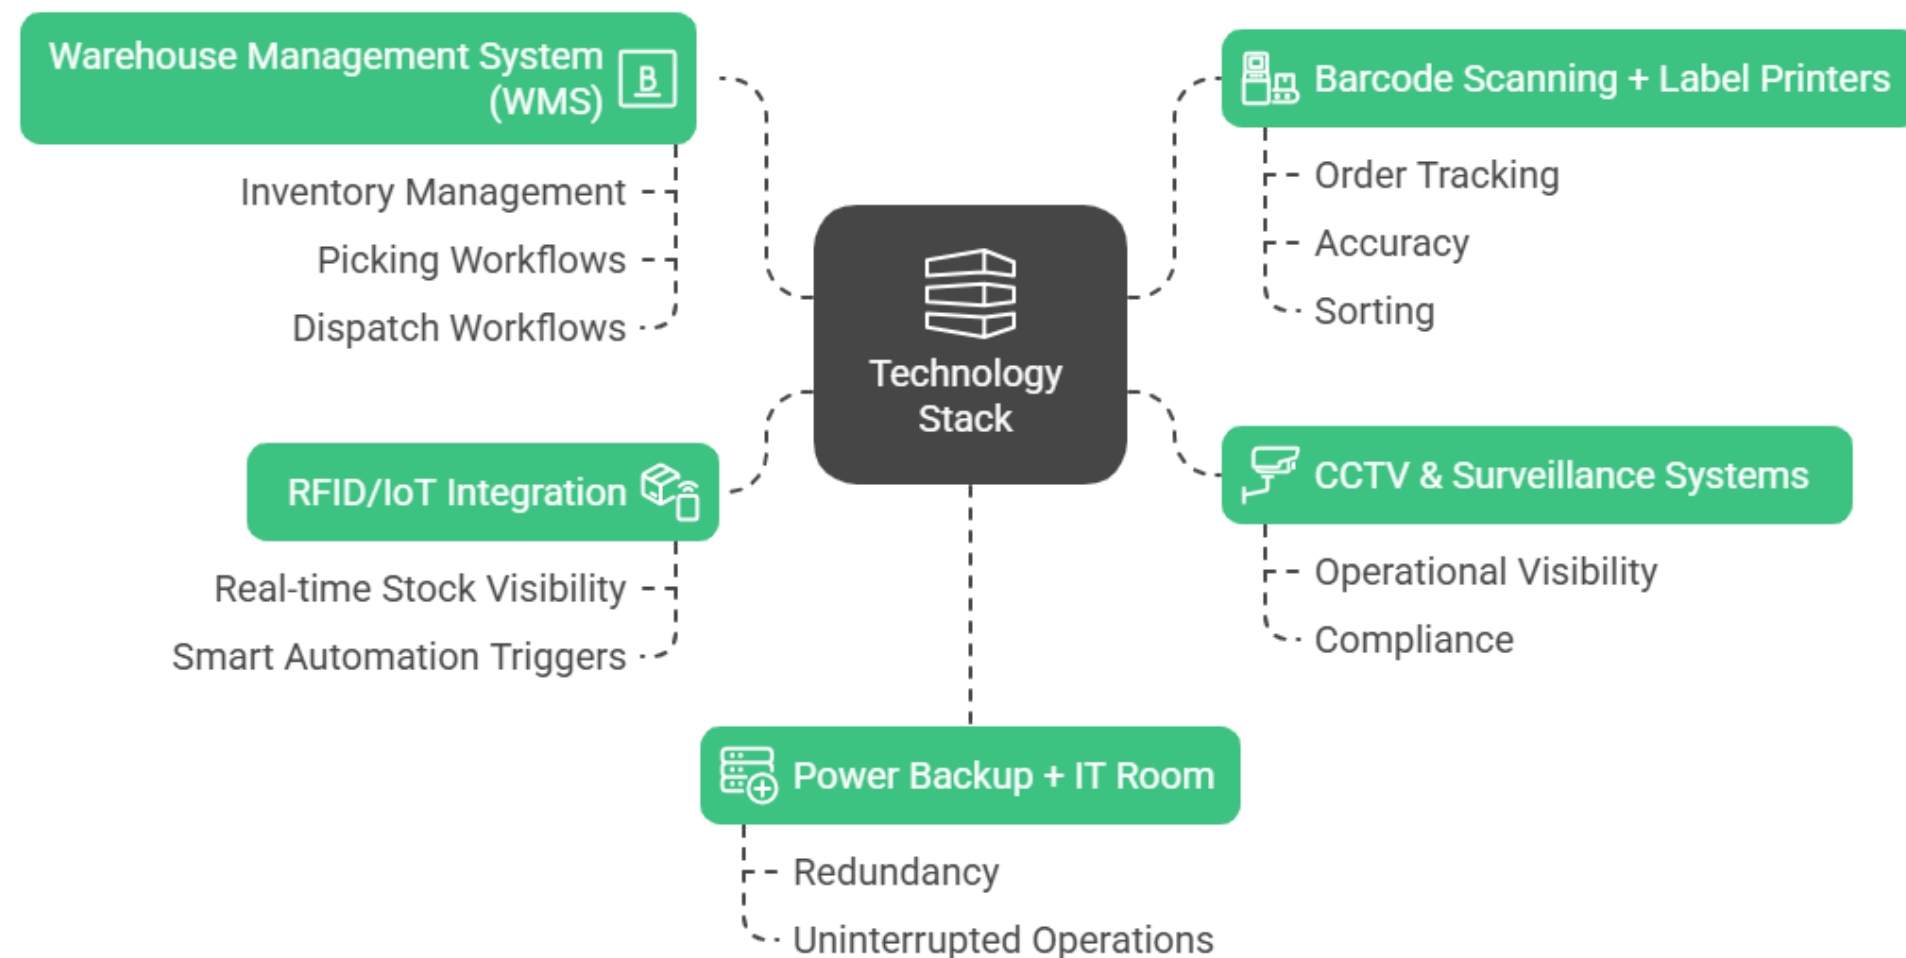 Warehouse Management System
(WMS)
B
Inventory Management
Picking Workflows
Dispatch Workflows
RFID/IoT Integration
Real-time Stock Visibility
Smart Automation Triggers
Technology
Stack
Barcode Scanning + Label Printers
Order Tracking
Accuracy
Sorting
CCTV & Surveillance Systems
Operational Visibility
Compliance
Power Backup + IT Room
Redundancy
Uninterrupted Operations